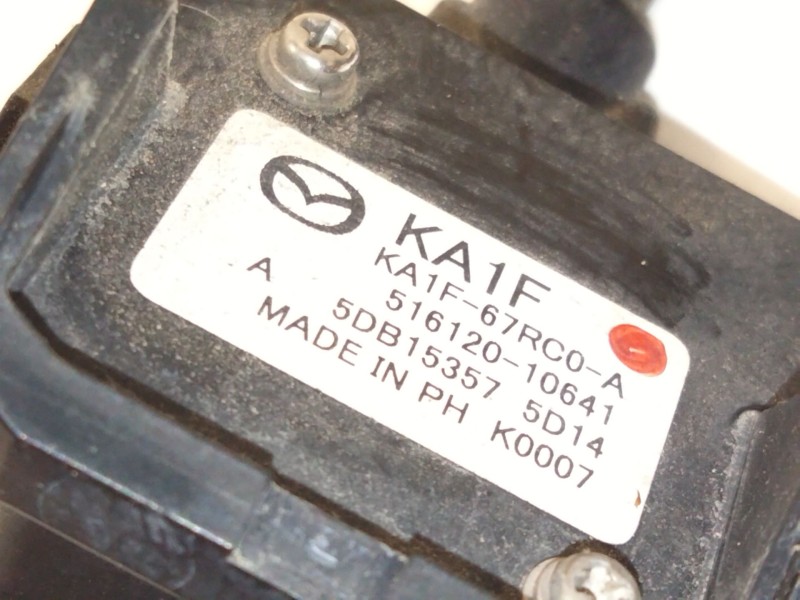 KA1F
KA1F-67RC0-A
A 516120-10641
5DB15357 5D14
MADE IN PH K0007